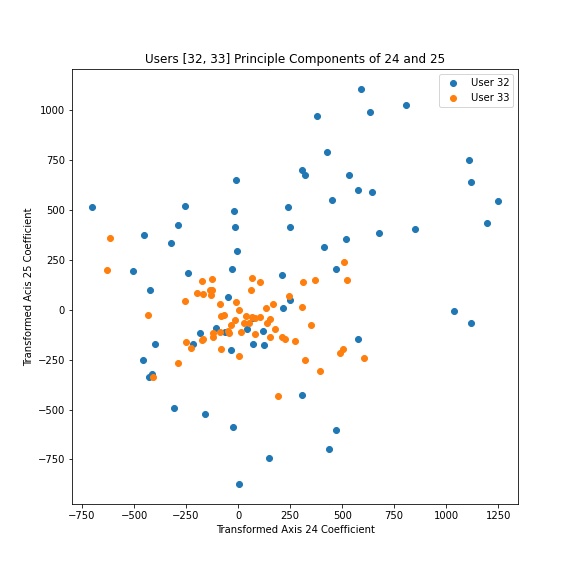 Users [32, 33] Principle Components of 24 and 25
User 32
User 33
Transformed Acis 25 Coefficient
1000
750
500
250
0
−250
−500
−750
−750 −500 −250 0 250 500 750 1000 1250
Transformed Axis 24 Coefficient